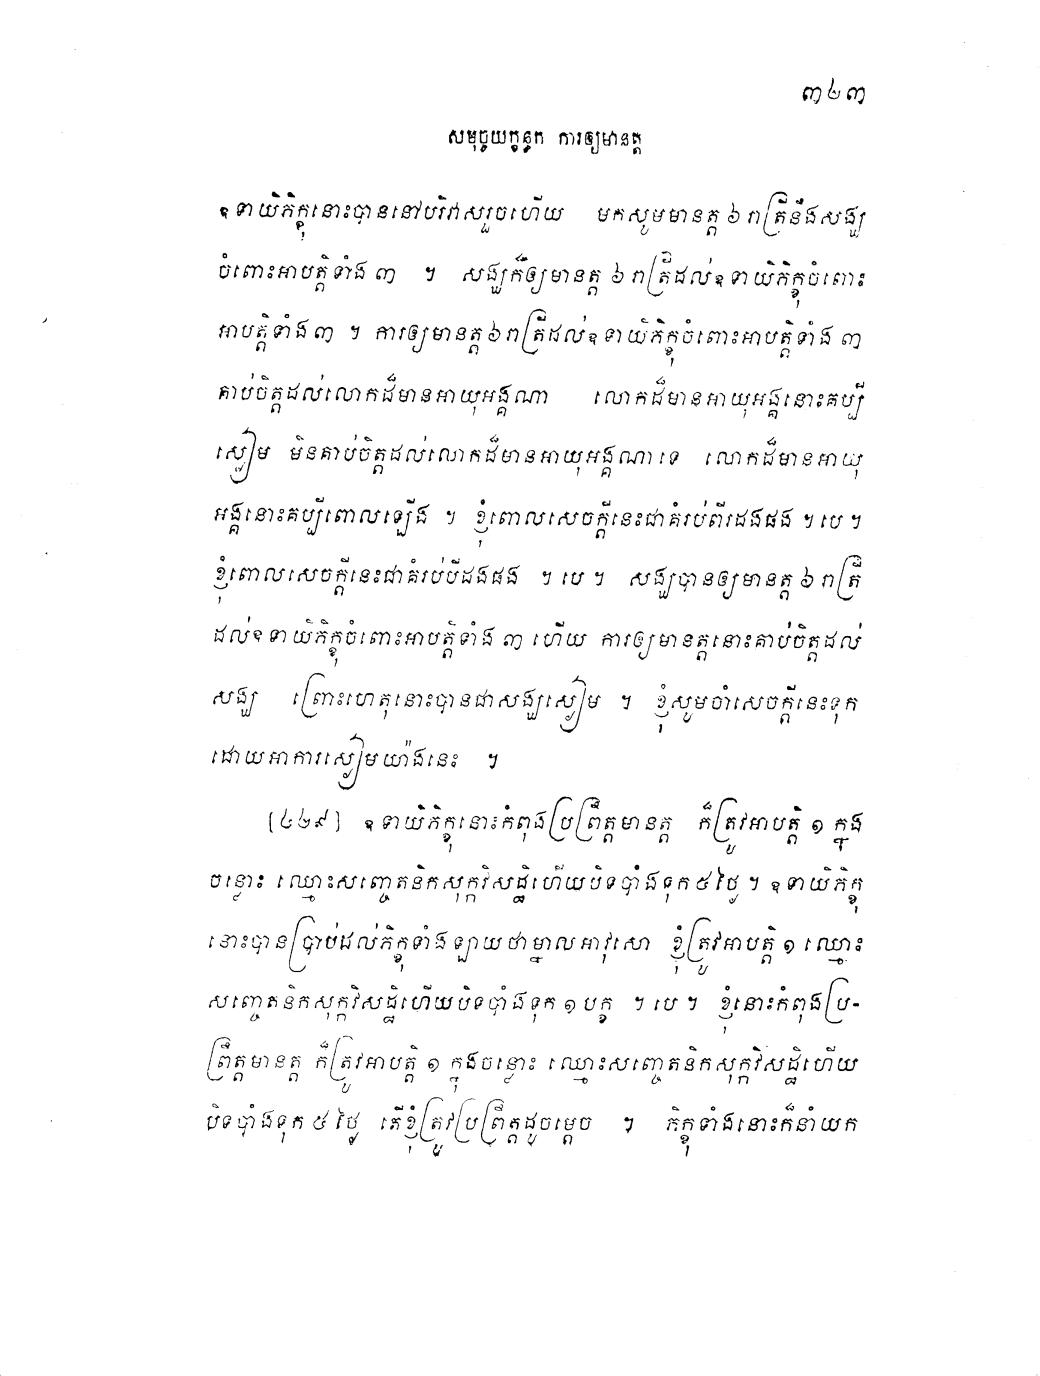 ៣២៣
សមុច្ចយក្ខន្ធក ការឲ្យមានត្ត
ឧទាយិភិក្ខុនោះបាននៅបរិវាសរួចហើយ មកសូមមានត្ត ៦ រាត្រីនឹងសង្ឃ
ចំពោះអាបត្តិទាំង ៣ ។ សង្ឃក៏ឲ្យមានត្ត ៦ រាត្រីដល់ឧទាយិភិក្ខុចំពោះ
អាបត្តិទាំង ៣ ។ ការឲ្យមានត្ត ៦ រាត្រីដល់ឧទាយិភិក្ខុចំពោះអាបត្តិទាំង ៣
គាប់ចិត្តដល់លោកដ៏មានអាយុអង្គណា លោកដ៏មានអាយុអង្គនោះគប្បី
ស្ងៀម មិនគាប់ចិត្តដល់លោកដ៏មានអាយុអង្គណាទេ លោកដ៏មានអាយុ
អង្គនោះគប្បីពោលឡើង ។ ខ្ញុំពោលសេចក្តីនេះជាគំរប់ពីរដងផង ។ បេ ។
ខ្ញុំពោលសេចក្តីនេះជាគំរប់បីដងផង ។ បេ ។ សង្ឃបានឲ្យមានត្ត ៦ រាត្រី
ដល់ឧទាយិភិក្ខុចំពោះអាបត្តិទាំង ៣ ហើយ ការឲ្យមានត្តនោះគាប់ចិត្តដល់
សង្ឃ ព្រោះហេតុនោះបានជាសង្ឃស្ងៀម ។ ខ្ញុំសូមចាំសេចក្តីនេះទុក
ដោយអាការស្ងៀមយ៉ាងនេះ ។
[៤២៩] ឧទាយិភិក្ខុនោះកំពុងប្រព្រឹត្តមានត្ត ក៏ត្រូវអាបត្តិ ១ ក្នុង
ចន្លោះ ឈ្មោះសញ្ចេតនិកសុក្កវិសដ្ឋិហើយបិទបាំងទុក ៥ ថ្ងៃ ។ ឧទាយិភិក្ខុ
នោះបានប្រាប់ដល់ភិក្ខុទាំងឡាយថាម្នាលអាវុសោ ខ្ញុំត្រូវអាបត្តិ ១ ឈ្មោះ
សញ្ចេតនិកសុក្កវិសដ្ឋិហើយបិទបាំងទុក ១ បក្ខ ។ បេ ។ ខ្ញុំនោះកំពុងប្រ-
ព្រឹត្តមានត្ត ក៏ត្រូវអាបត្តិ ១ ក្នុងចន្លោះ ឈ្មោះសញ្ចេតនិកសុក្កវិសដ្ឋិហើយ
បិទបាំងទុក ៥ ថ្ងៃ តើខ្ញុំត្រូវប្រព្រឹត្តដូចម្តេច ។ ភិក្ខុទាំងនោះក៏នាំយក